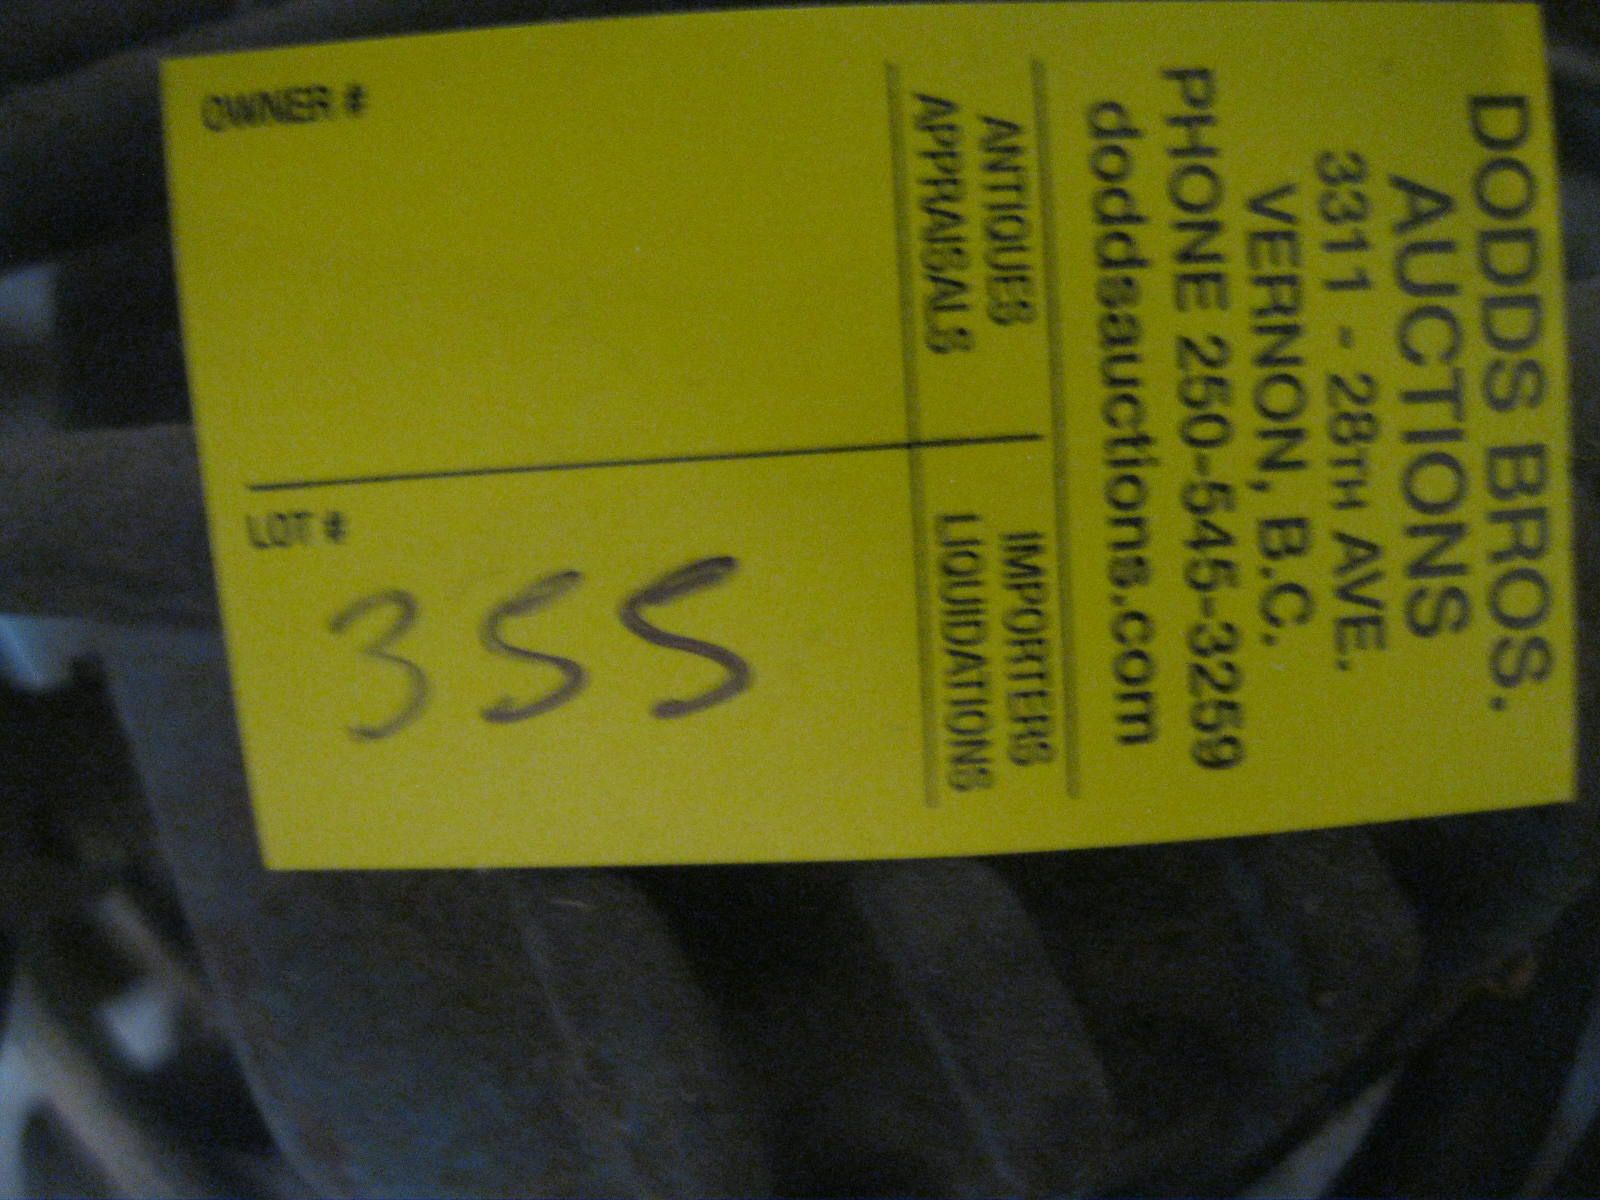 DODDS BROS.
AUCTIONS
3311 - 28TH AVE.
VERNON, B.C.
PHONE 250-545-3259
doddsauctions.com
ANTIQUES IMPORTERS
APPRAISALS LIQUIDATIONS
OWNER #
LOT #
355